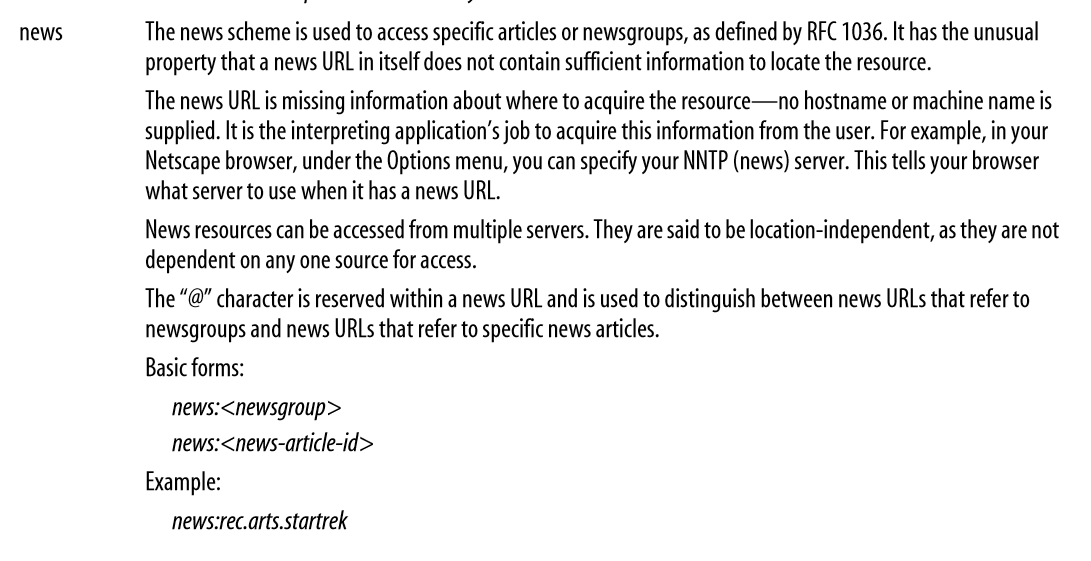 news The news scheme is used to access specific articles or newsgroups, as defined by RFC 1036. It has the unusual
property that a news URL in itself does not contain sufficient information to locate the resource.
The news URL is missing information about where to acquire the resource—no hostname or machine name is
supplied. It is the interpreting application’s job to acquire this information from the user. For example, in your
Netscape browser, under the Options menu, you can specify your NNTP (news) server. This tells your browser
what server to use when it has a news URL.
News resources can be accessed from multiple servers. They are said to be location-independent, as they are not
dependent on any one source for access.
The “@” character is reserved within a news URL and is used to distinguish between news URLs that refer to
newsgroups and news URLs that refer to specific news articles.
Basic forms:
news:<newsgroup>
news:<news-article-id>
Example:
news:rec.arts.startrek